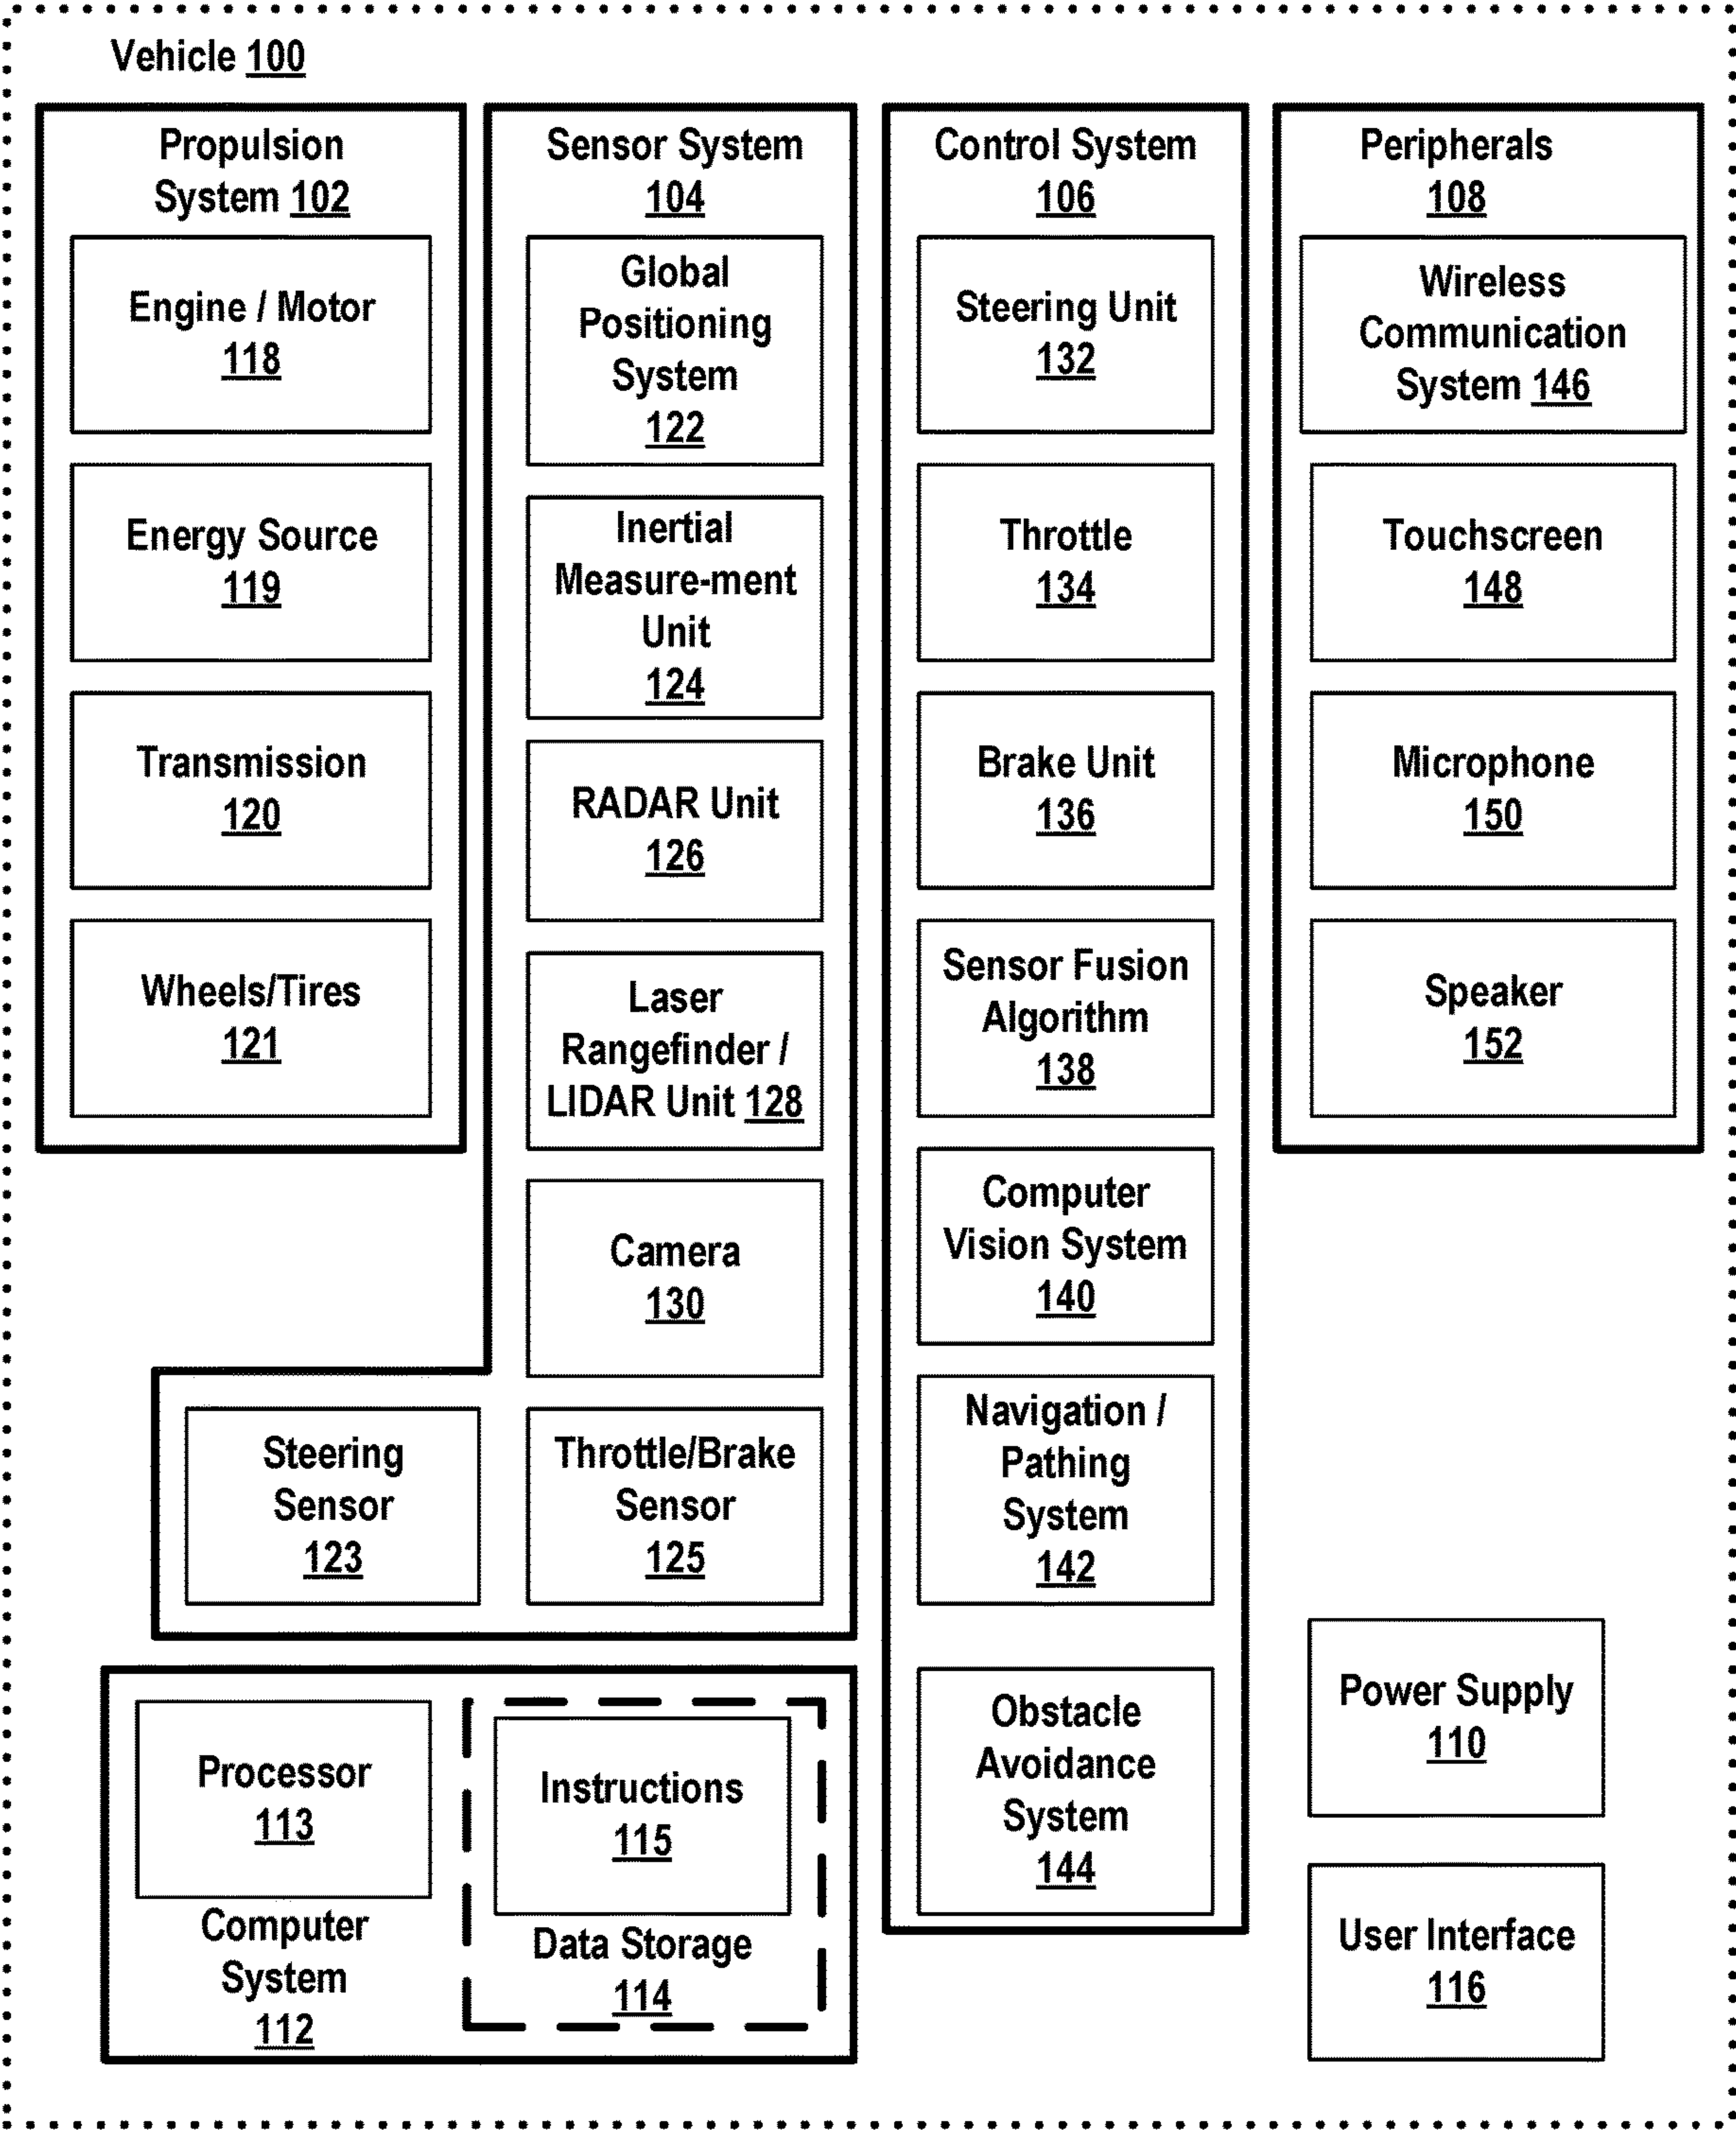 Vehicle 100
Propulsion
System 102
Engine / Motor
118
Energy Source
119
Transmission
120
Wheels/Tires
121
Sensor System
104
Global
Positioning
System
122
Inertial
Measure-ment
Unit
124
RADAR Unit
126
Laser
Rangefinder /
LIDAR Unit 128
Camera
130
Steering
Sensor
123
Throttle/Brake
Sensor
125
Control System
106
Steering Unit
132
Throttle
134
Brake Unit
136
Sensor Fusion
Algorithm
138
Computer
Vision System
140
Navigation /
Pathing
System
142
Obstacle
Avoidance
System
144
Peripherals
108
Wireless
Communication
System 146
Touchscreen
148
Microphone
150
Speaker
152
Processor
113
Computer
System
112
Instructions
115
Data Storage
114
Power Supply
110
User Interface
116